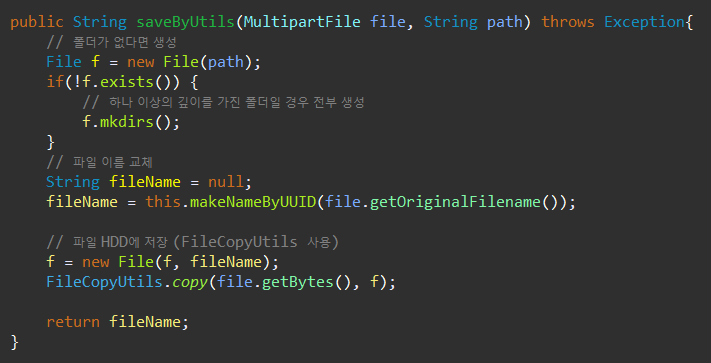 public String saveByUtils(MultipartFile file, String path) throws Exception{
// 폴더가 없다면 생성
File f = new File(path);
if(!f.exists()) {
// 하나 이상의 깊이를 가진 폴더일 경우 전부 생성
f.mkdirs();
}
// 파일 이름 교체
String fileName = null;
fileName = this.makeNameByUUID(file.getOriginalFilename());
// 파일 HDD에 저장 (FileCopyUtils 사용)
f = new File(f, fileName);
FileCopyUtils.copy(file.getBytes(), f);
return fileName;
}